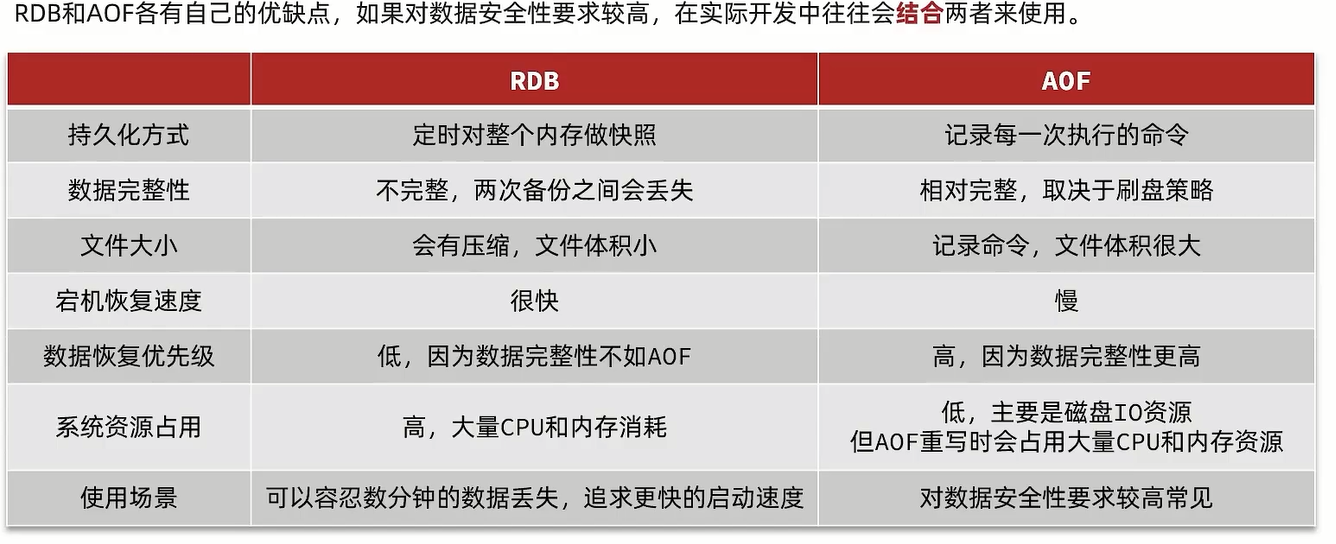 RDB和AOF各有自己的优缺点，如果对数据安全性要求较高，在实际开发中往往会结合两者来使用。
RDB AOF
持久化方式 定时对整个内存做快照 记录每一次执行的命令
数据完整性 不完整，两次备份之间会丢失 相对完整，取决于刷盘策略
文件大小 会有压缩，文件体积小 记录命令，文件体积很大
宕机恢复速度 很快 慢
数据恢复优先级 低，因为数据完整性不如AOF 高，因为数据完整性更高
系统资源占用 高，大量CPU和内存消耗 低，主要是磁盘IO资源
但AOF重写时会占用大量CPU和内存资源
使用场景 可以容忍数分钟的数据丢失，追求更快的启动速度 对数据安全性要求较高常见